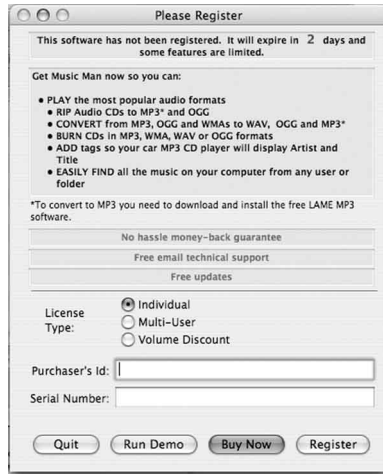 Please Register
This software has not been registered. It will expire in 2 days and
some features are limited.
Get Music Man now so you can:
• PLAY the most popular audio formats
• RIP Audio CDs to MP3* and OGG
• CONVERT from MP3, OGG and WMAs to WAV, OGG and MP3*
• BURN CDs in MP3, WMA, WAV or OGG formats
• ADD tags so your car MP3 CD player will display Artist and
Title
• EASILY FIND all the music on your computer from any user or
folder
*To convert to MP3 you need to download and install the free LAME MP3
software.
No hassle money-back guarantee
Free email technical support
Free updates
License
Type:
Individual
Multi-User
Volume Discount
Purchaser's Id:
Serial Number:
Quit Run Demo Buy Now Register